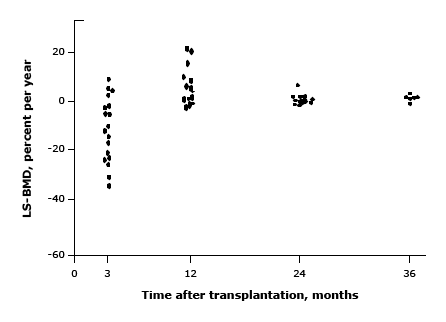 LS-BMD, percent per year
20
0
-20
-40
-60
0 3 12 24 36
Time after transplantation, months